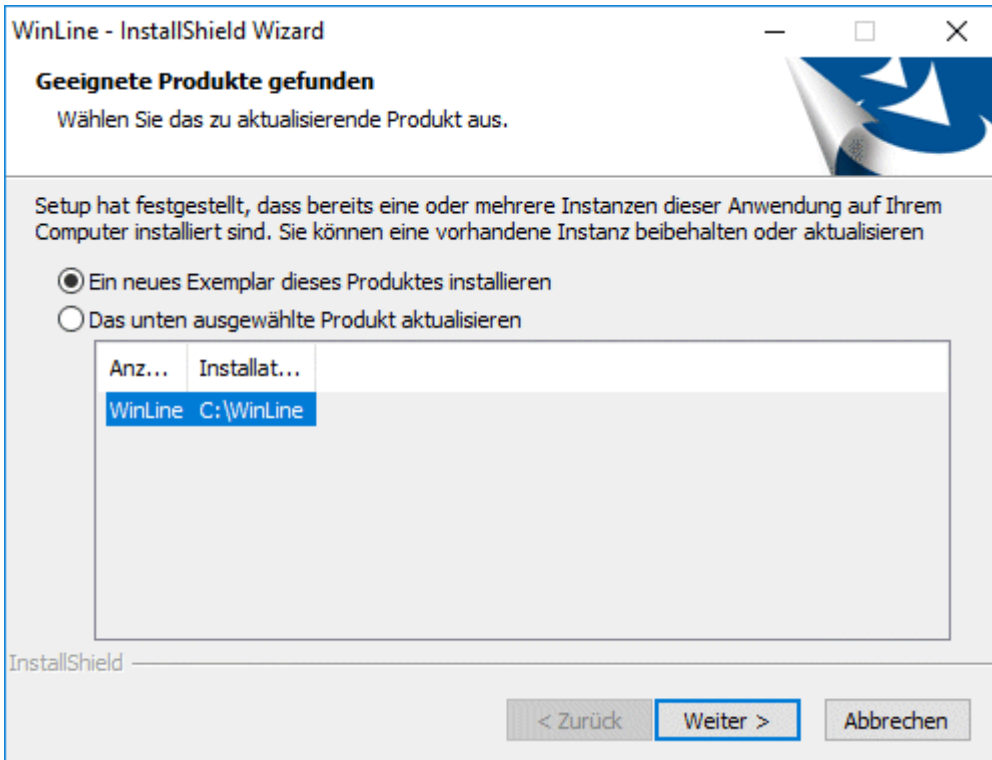 WinLine - InstallShield Wizard
Geeignete Produkte gefunden
Wählen Sie das zu aktualisierende Produkt aus.
Setup hat festgestellt, dass bereits eine oder mehrere Instanzen dieser Anwendung auf Ihrem
Computer installiert sind. Sie können eine vorhandene Instanz beibehalten oder aktualisieren
Ein neues Exemplar dieses Produktes installieren
Das unten ausgewählte Produkt aktualisieren
Anz... Installat...
WinLine C:\WinLine
InstallShield
< Zurück Weiter > Abbrechen